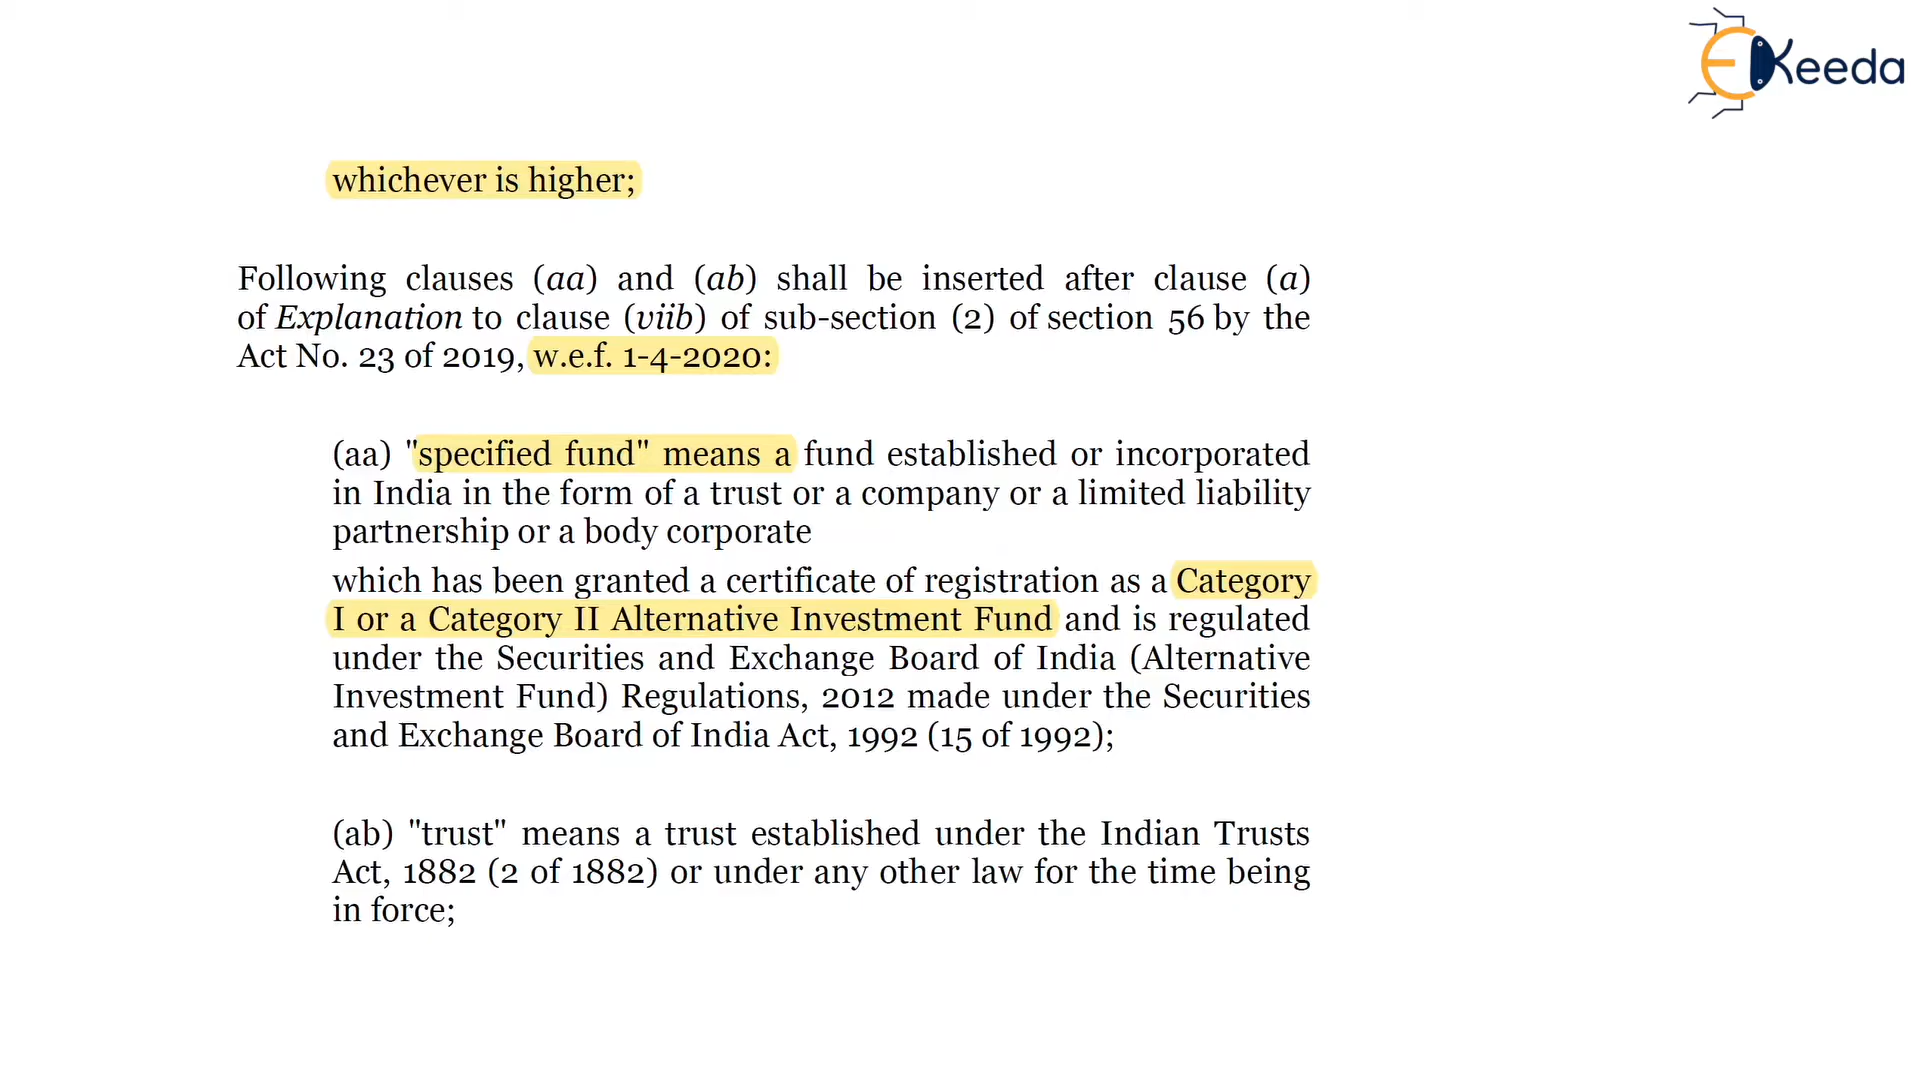 EKeeda
whichever is higher;
Following clauses (aa) and (ab) shall be inserted after clause (a)
of Explanation to clause (viib) of sub-section (2) of section 56 by the
Act No. 23 of 2019, w.e.f. 1-4-2020:
(aa) "specified fund" means a fund established or incorporated
in India in the form of a trust or a company or a limited liability
partnership or a body corporate
which has been granted a certificate of registration as a Category
I or a Category II Alternative Investment Fund and is regulated
under the Securities and Exchange Board of India (Alternative
Investment Fund) Regulations, 2012 made under the Securities
and Exchange Board of India Act, 1992 (15 of 1992);
(ab) "trust" means a trust established under the Indian Trusts
Act, 1882 (2 of 1882) or under any other law for the time being
in force;